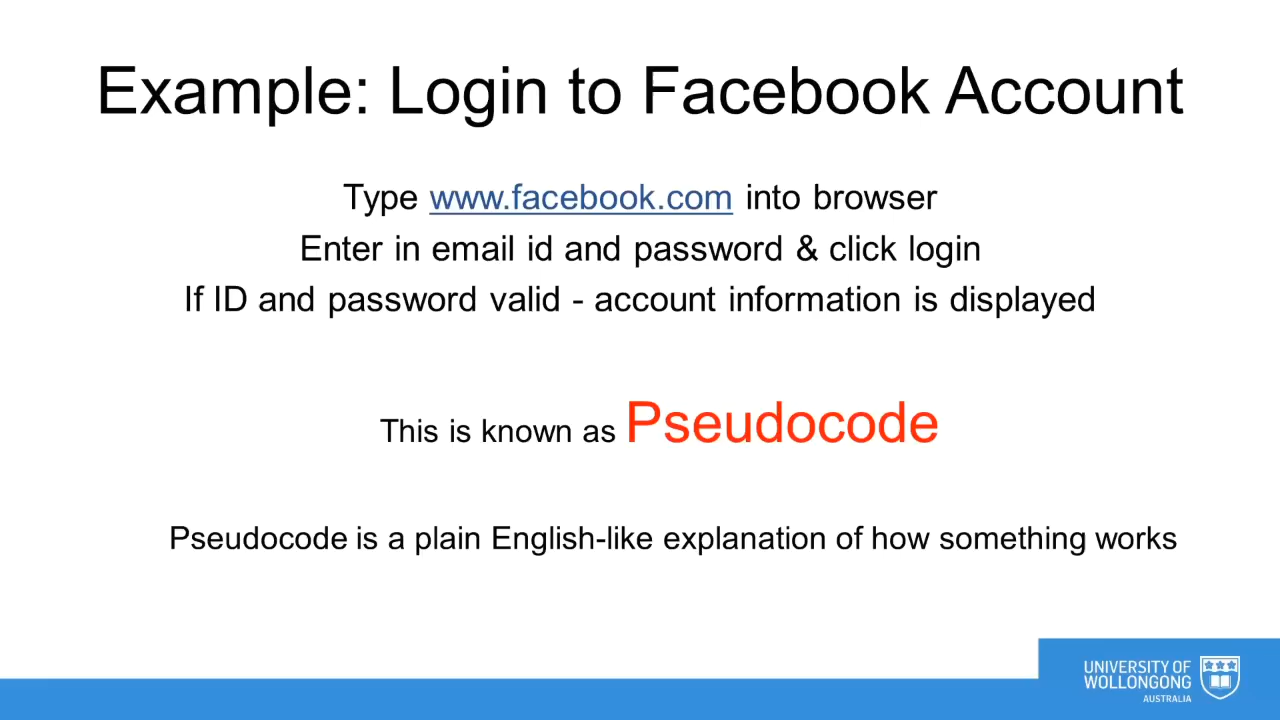 Example: Login to Facebook Account
Type www.facebook.com into browser
Enter in email id and password & click login
If ID and password valid - account information is displayed
This is known as Pseudocode
Pseudocode is a plain English-like explanation of how something works
UNIVERSITY OF
WOLLONGONG
AUSTRALIA